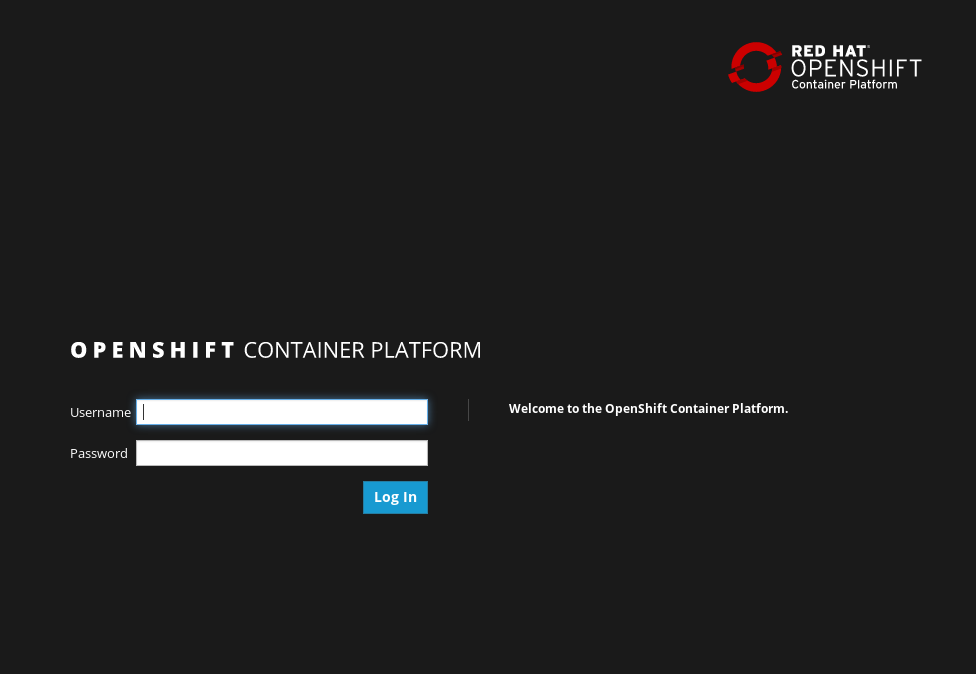 RED HAT®
OPENSHIFT
Container Platform
OPENSHIFT CONTAINER PLATFORM
Username
Welcome to the OpenShift Container Platform.
Password
Log In